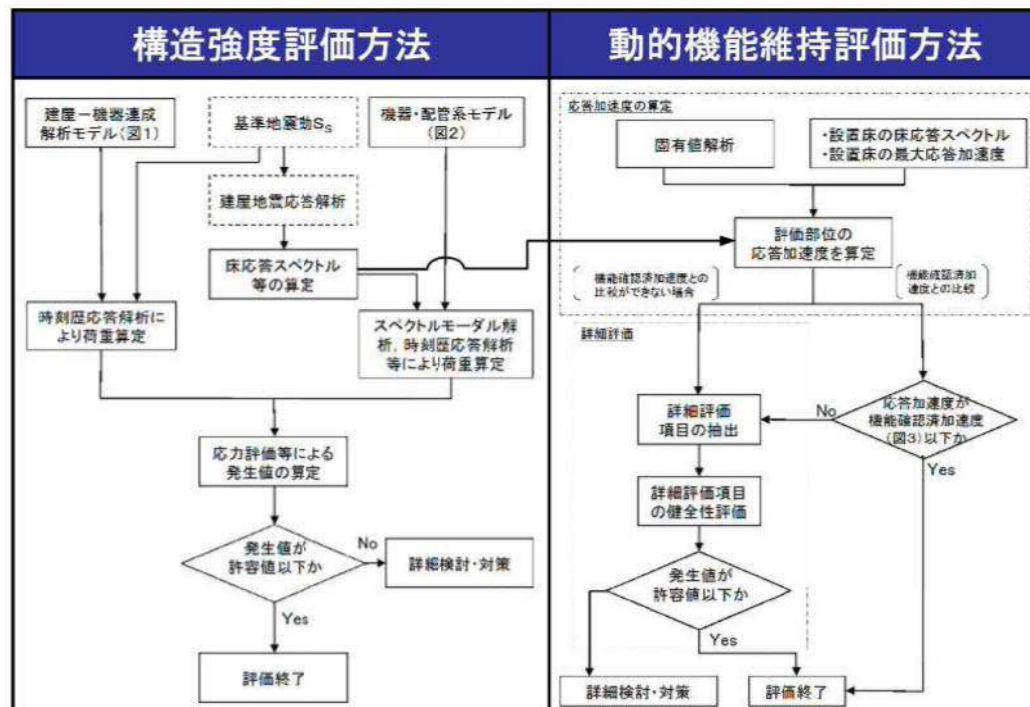 構造強度評価方法
建屋－機器連成
解析モデル(図1)
基準地震動Ss
機器・配管系モデル
(図2)
建屋地震応答解析
床応答スペクトル
等の算定
時刻歴応答解析に
より荷重算定
スペクトルモーダル解
析，時刻歴応答解析
等により荷重算定
応力評価等による
発生値の算定
発生値が
許容値以下か
No
詳細検討・対策
Yes
評価終了
動的機能維持評価方法
応答加速度の算定
固有値解析
・設置床の床応答スペクトル
・設置床の最大応答加速度
評価部位の
応答加速度を算定
機能確認済加速度との
比較ができない場合
機能確認済加
速度との比較
詳細評価
詳細評価
項目の抽出
No
応答加速度が
機能確認済加速度
(図3)以下か
Yes
詳細評価項目
の健全性評価
発生値が
許容値以下か
Yes
詳細検討・対策
評価終了